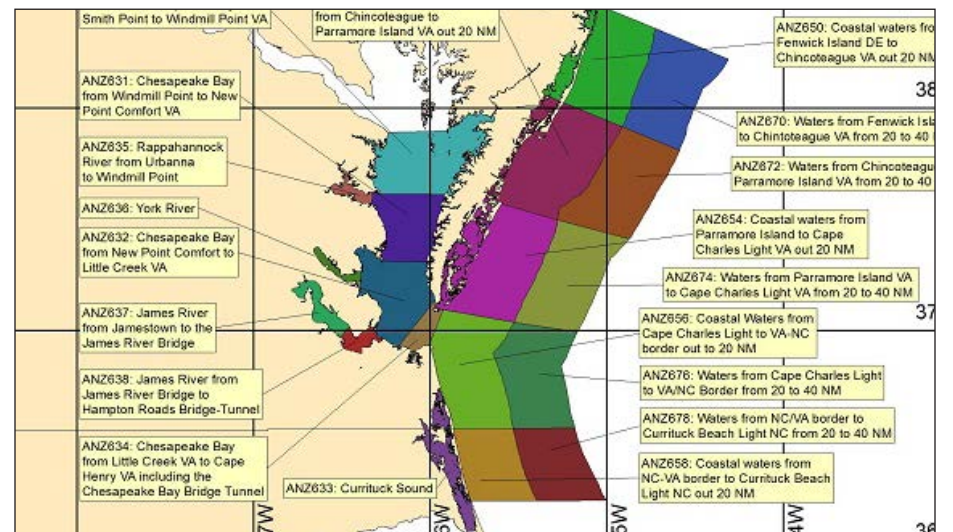 Smith Point to Windmill Point VA
from Chincoteague to
Parramore Island VA out 20 NM
ANZ650: Coastal waters fro
Fenwick Island DE to
Chincoteague VA out 20 NM
ANZ631: Chesapeake Bay
from Windmill Point to New
Point Comfort VA
38
ANZ670: Waters from Fenwick Isla
to Chintoteague VA from 20 to 40
ANZ635: Rappahannock
River from Urbanna
to Windmill Point
ANZ672: Waters from Chincoteagu
Parramore Island VA from 20 to 40
ANZ636: York River
ANZ654: Coastal waters from
Parramore Island to Cape
Charles Light VA out 20 NM
ANZ632: Chesapeake Bay
from New Point Comfort to
Little Creek VA
ANZ674: Waters from Parramore Island VA
to Cape Charles Light VA from 20 to 40 NM
37
ANZ637: James River
from Jamestown to the
James River Bridge
ANZ656: Coastal Waters from
Cape Charles Light to VA-NC
border out to 20 NM
ANZ638: James River from
James River Bridge to
Hampton Roads Bridge-Tunnel
ANZ676: Waters from Cape Charles Light
to VA/NC Border from 20 to 40 NM
ANZ678: Waters from NC/VA border to
Currituck Beach Light NC from 20 to 40 NM
ANZ634: Chesapeake Bay
from Little Creek VA to Cape
Henry VA including the
Chesapeake Bay Bridge Tunnel
ANZ633: Currituck Sound
ANZ658: Coastal waters from
NC-VA border to Currituck Beach
Light NC out 20 NM
7W
6W
5W
4W
36